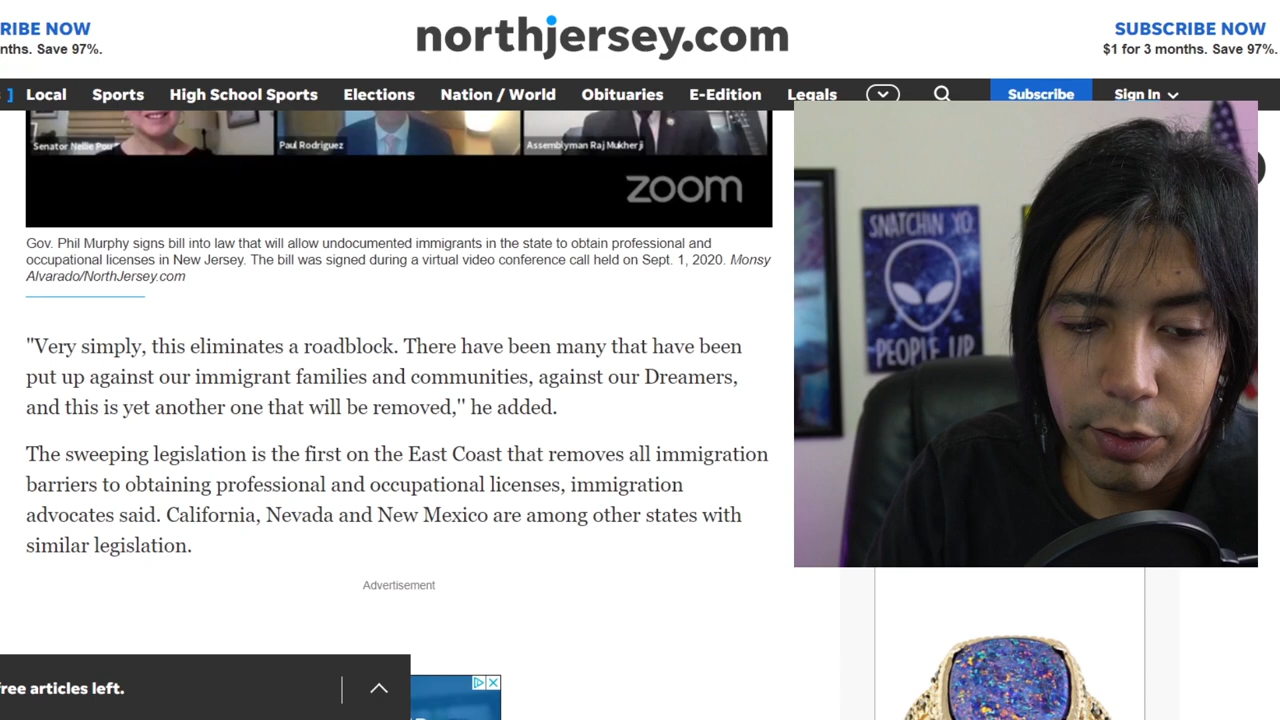 RIBE NOW
nths. Save 97%.
northjersey.com
SUBSCRIBE NOW
$1 for 3 months. Save 97%.
Local Sports High School Sports Elections Nation / World Obituaries E-Edition Legals Subscribe Sign In
Senator Nellie Pou
Paul Rodriguez
Assemblyman Raj Mukherji
zoom
Gov. Phil Murphy signs bill into law that will allow undocumented immigrants in the state to obtain professional and
occupational licenses in New Jersey. The bill was signed during a virtual video conference call held on Sept. 1, 2020. Monsy
Alvarado/NorthJersey.com
"Very simply, this eliminates a roadblock. There have been many that have been
put up against our immigrant families and communities, against our Dreamers,
and this is yet another one that will be removed," he added.
The sweeping legislation is the first on the East Coast that removes all immigration
barriers to obtaining professional and occupational licenses, immigration
advocates said. California, Nevada and New Mexico are among other states with
similar legislation.
Advertisement
free articles left.
SNATCHIN YO
PEOPLE UP